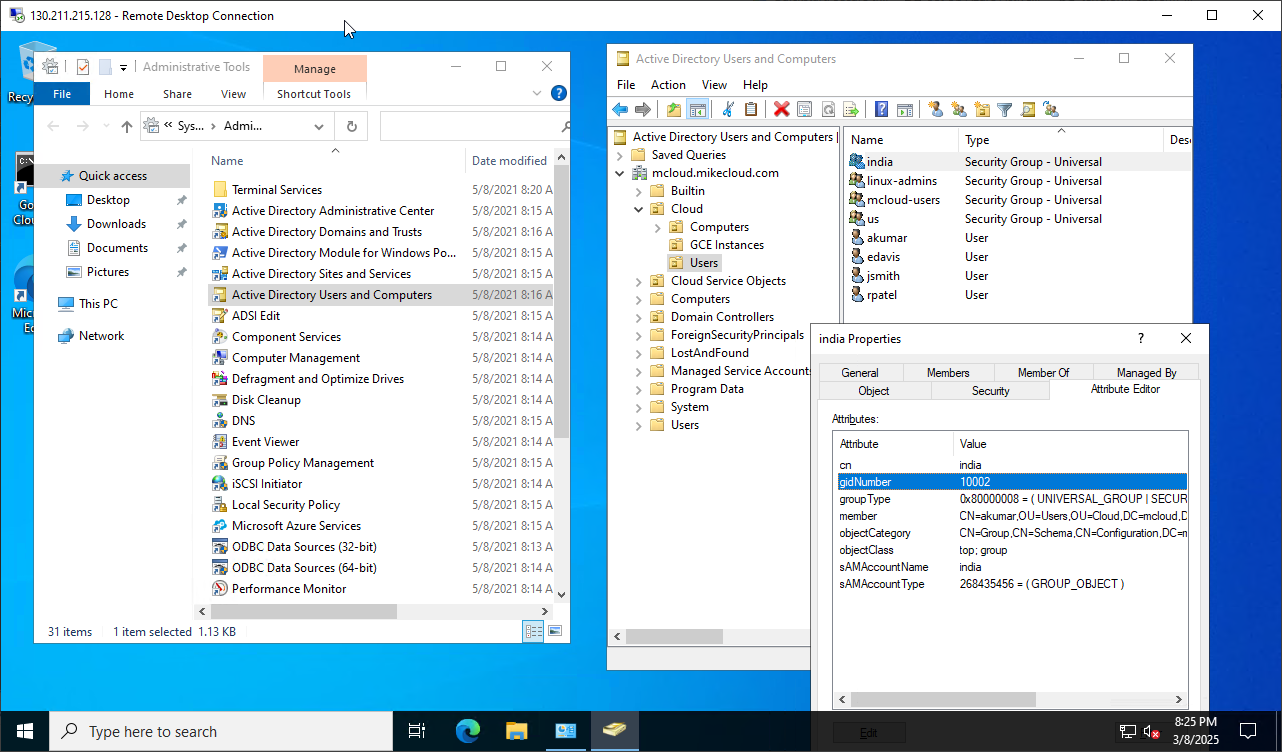 130.211.215.128 - Remote Desktop Connection
Recy
Go
Clou
Mic
Ed
Administrative Tools
Manage
File
Home
Share
View
Shortcut Tools
?
« Sys... › Admi...
Quick access
Desktop
Downloads
Documents
Pictures
This PC
Network
Name Date modified
Terminal Services 5/8/2021 8:20 A
Active Directory Administrative Center 5/8/2021 8:15 A
Active Directory Domains and Trusts 5/8/2021 8:16 A
Active Directory Module for Windows Po... 5/8/2021 8:15 A
Active Directory Sites and Services 5/8/2021 8:15 A
Active Directory Users and Computers 5/8/2021 8:16 A
ADSI Edit 5/8/2021 8:15 A
Component Services 5/8/2021 8:14 A
Computer Management 5/8/2021 8:14 A
Defragment and Optimize Drives 5/8/2021 8:14 A
Disk Cleanup 5/8/2021 8:14 A
DNS 5/8/2021 8:15 A
Event Viewer 5/8/2021 8:14 A
Group Policy Management 5/8/2021 8:15 A
iSCSI Initiator 5/8/2021 8:14 A
Local Security Policy 5/8/2021 8:15 A
Microsoft Azure Services 5/8/2021 8:15 A
ODBC Data Sources (32-bit) 5/8/2021 8:13 A
ODBC Data Sources (64-bit) 5/8/2021 8:14 A
Performance Monitor 5/8/2021 8:14 A
31 items 1 item selected 1.13 KB
Active Directory Users and Computers
File Action View Help
Active Directory Users and Computers
Saved Queries
mcloud.mikecloud.com
Builtin
Cloud
Computers
GCE Instances
Users
Cloud Service Objects
Computers
Domain Controllers
ForeignSecurityPrincipals
LostAndFound
Managed Service Accounts
Program Data
System
Users
Name Type Desc
india Security Group - Universal
linux-admins Security Group - Universal
mcloud-users Security Group - Universal
us Security Group - Universal
akumar User
edavis User
jsmith User
rpatel User
india Properties ?
General Members Member Of Managed By
Object Security Attribute Editor
Attributes:
Attribute Value
cn india
gidNumber 10002
groupType 0x80000008 = ( UNIVERSAL_GROUP | SECUR
member CN=akumar,OU=Users,OU=Cloud,DC=mcloud,D
objectCategory CN=Group,CN=Schema,CN=Configuration,DC=m
objectClass top; group
sAMAccountName india
sAMAccountType 268435456 = ( GROUP_OBJECT )
Edit
Type here to search
8:25 PM
3/8/2025